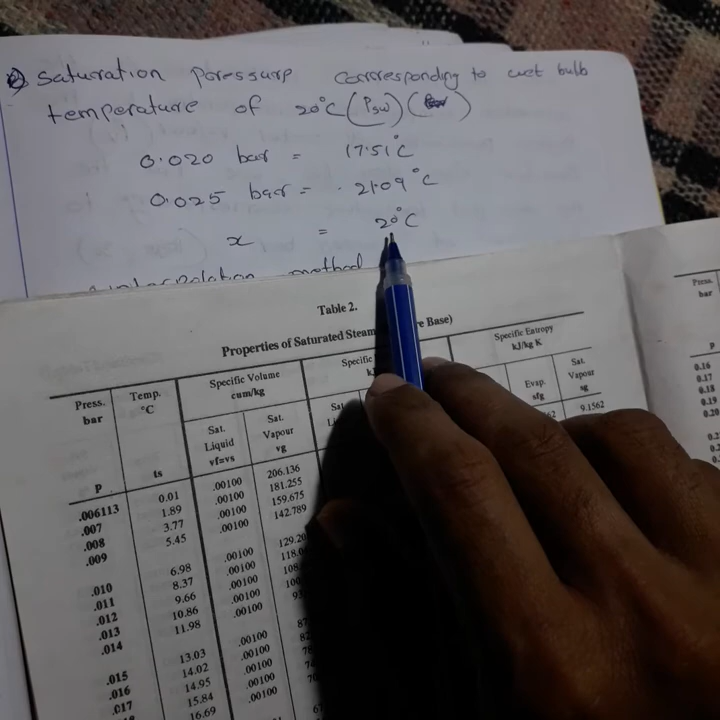 saturation pressure corresponding to wet bulb
temperature of 20°C (Psw)
0.020 bar = 17.51°C
0.025 bar = 21.09°C
x = 20°C
interpolation method
Table 2.
Properties of Saturated Steam Base)
Press. bar Temp. °C Specific Volume cum/kg Specific Specific Entropy kJ/kg K
P ts Sat. Liquid vf=vs Sat. Vapour vg Evap. sfg Sat. Vapour sg
.006113 0.01 .00100 206.136 9.1562
.007 1.89 .00100 181.255
.008 3.77 .00100 159.675
.009 5.45 142.789
.010 6.98 .00100
.011 8.37 .00100
.012 9.66 .00100
.013 10.86 .00100
.014 11.98
.015 13.03 .00100
.016 14.02 .00100
.017 14.95 .00100
15.84 .00100
16.69
Press. bar
P
0.16
0.17
0.18
0.19
0.20